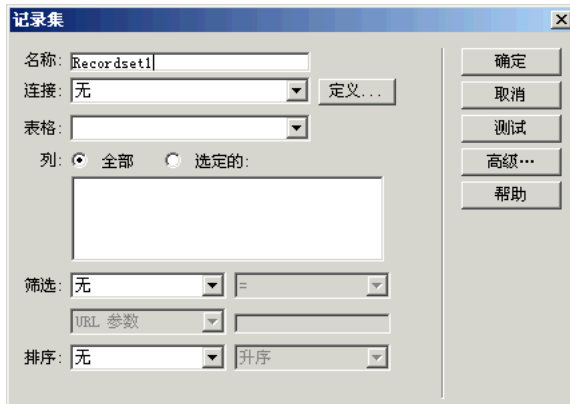 记录集
名称: Recordset1
确定
连接: 无
定义...
取消
表格:
测试
列: 全部 选定的:
高级…
帮助
筛选: 无
=
URL 参数
排序: 无
升序